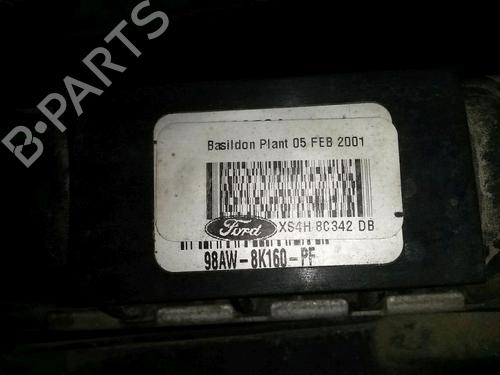 B-PARTS
Basildon Plant 05 FEB 2001
Ford
XS4H 8C342 DB
98AW-8K160-PF